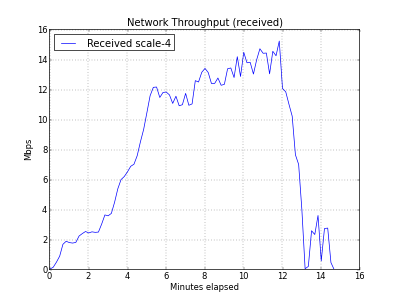 Network Throughput (received)
Received scale-4
16
14
12
10
8
6
4
2
0
Mbps
0 2 4 6 8 10 12 14 16
Minutes elapsed